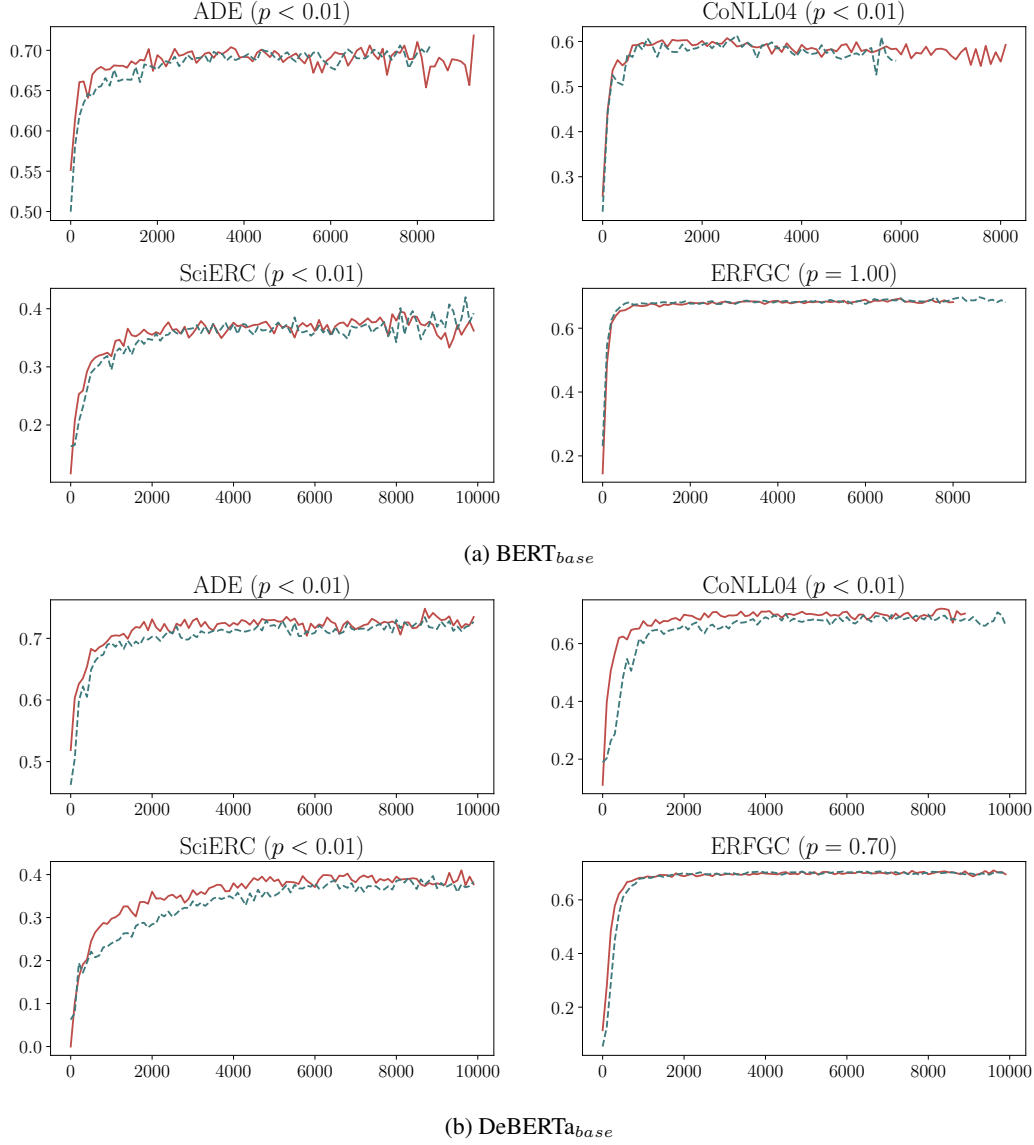 ADE (p < 0.01)
CoNLL04 (p < 0.01)
0.70
0.65
0.60
0.55
0.50
0.6
0.5
0.4
0.3
0 2000 4000 6000 8000
0 2000 4000 6000 8000
SciERC (p < 0.01)
ERFGC (p = 1.00)
0.4
0.3
0.2
0.6
0.4
0.2
0 2000 4000 6000 8000 10000
0 2000 4000 6000 8000
(a) BERTbase
ADE (p < 0.01)
CoNLL04 (p < 0.01)
0.7
0.6
0.5
0.6
0.4
0.2
0 2000 4000 6000 8000 10000
0 2000 4000 6000 8000 10000
SciERC (p < 0.01)
ERFGC (p = 0.70)
0.4
0.3
0.2
0.1
0.0
0.6
0.4
0.2
0 2000 4000 6000 8000 10000
0 2000 4000 6000 8000 10000
(b) DeBERTabase